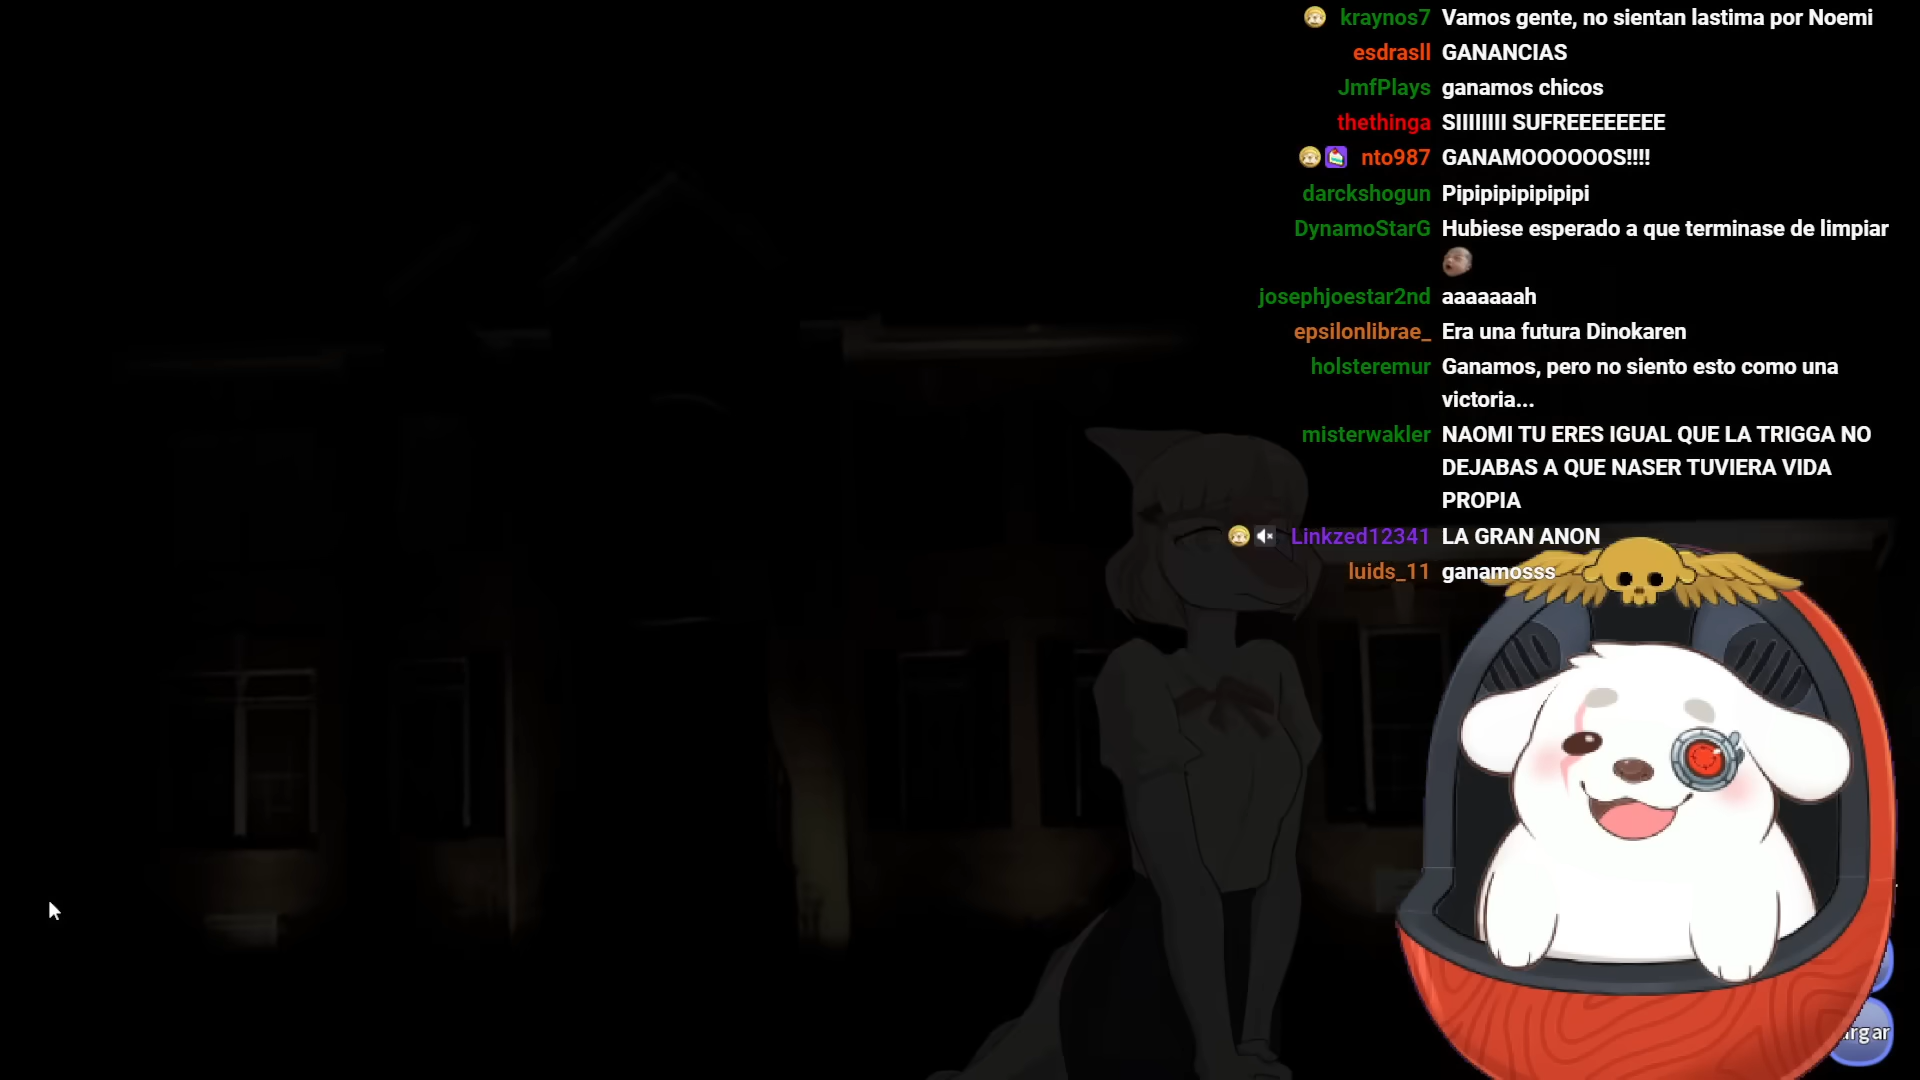 kraynos7 Vamos gente, no sientan lastima por Noemi
esdrasll GANANCIAS
JmfPlays ganamos chicos
thethinga SIIIIIIII SUFREEEEEEEE
nto987 GANAMOOOOOOS!!!!
darckshogun Pipipipipipipi
DynamoStarG Hubiese esperado a que terminase de limpiar
josephjoestar2nd aaaaaaah
epsilonlibrae_ Era una futura Dinokaren
holsteremur Ganamos, pero no siento esto como una
victoria...
misterwakler NAOMI TU ERES IGUAL QUE LA TRIGGA NO
DEJABAS A QUE NASER TUVIERA VIDA
PROPIA
Linkzed12341 LA GRAN ANON
luids_11 ganamosss